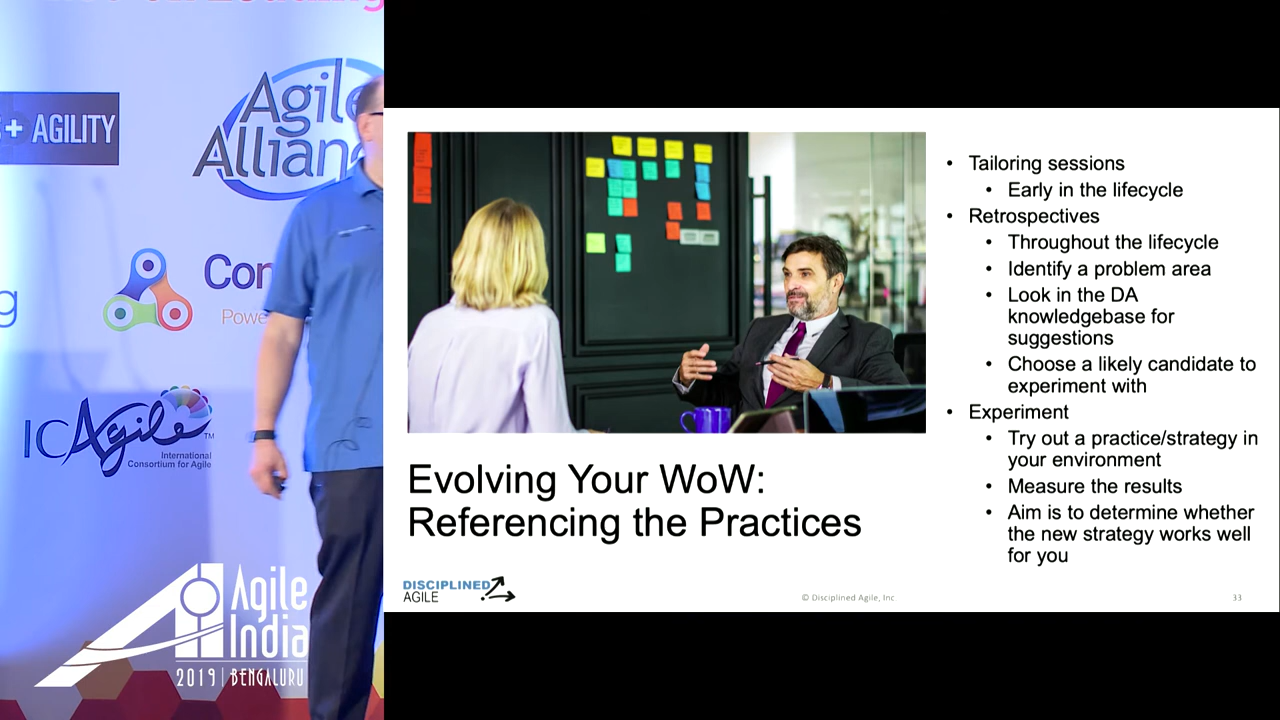 + AGILITY
Agile
Allian
Con
Powe
g
ICAgile™
International
Consortium for Agile
Agile
India
2019 | BENGALURU
• Tailoring sessions
• Early in the lifecycle
• Retrospectives
• Throughout the lifecycle
• Identify a problem area
• Look in the DA
knowledgebase for
suggestions
• Choose a likely candidate to
experiment with
• Experiment
• Try out a practice/strategy in
your environment
• Measure the results
• Aim is to determine whether
the new strategy works well
for you
Evolving Your WoW:
Referencing the Practices
DISCIPLINED
AGILE
© Disciplined Agile, Inc
33